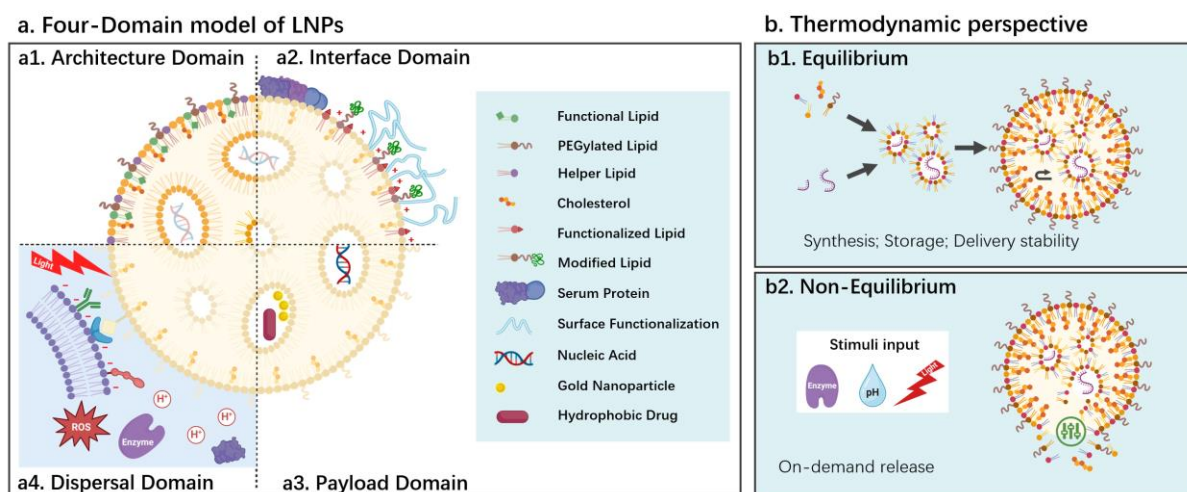 a. Four-Domain model of LNPs
a1. Architecture Domain
a2. Interface Domain
Functional Lipid
PEGylated Lipid
Helper Lipid
Cholesterol
Functionalized Lipid
Modified Lipid
Serum Protein
Surface Functionalization
Nucleic Acid
Gold Nanoparticle
Hydrophobic Drug
Light
ROS
Enzyme
H⁺
H⁺
H⁺
H⁺
a4. Dispersal Domain
a3. Payload Domain
b. Thermodynamic perspective
b1. Equilibrium
Synthesis; Storage; Delivery stability
b2. Non-Equilibrium
Stimuli input
Enzyme
pH
Light
On-demand release